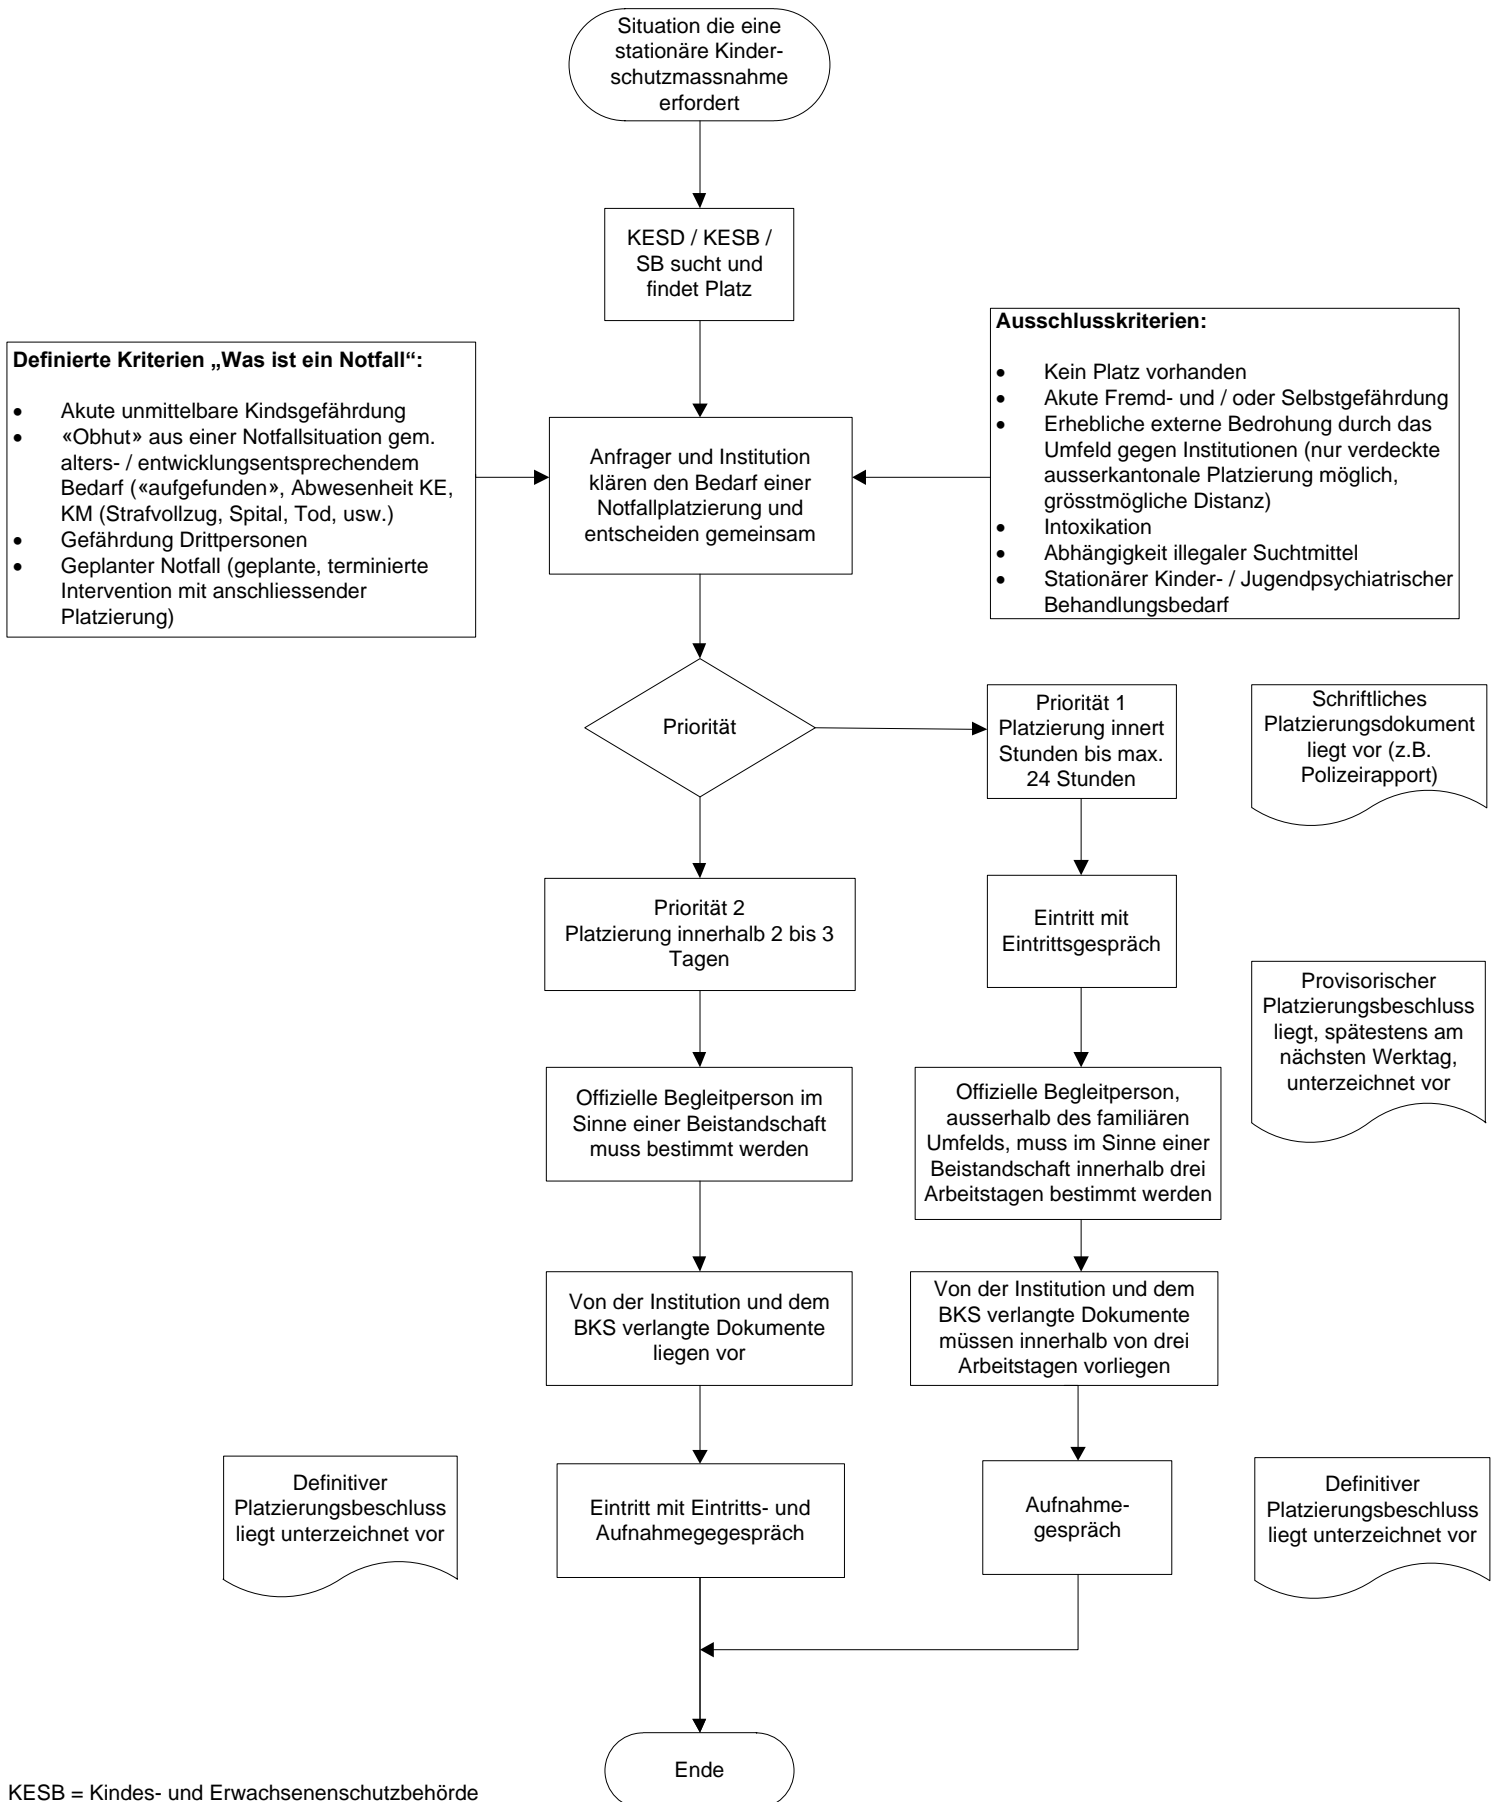 Situation die eine
stationäre Kinder-
schutzmassnahme
erfordert
KESD / KESB /
SB sucht und
findet Platz
Definierte Kriterien „Was ist ein Notfall“:
• Akute unmittelbare Kindsgefährdung
• «Obhut» aus einer Notfallsituation gem.
alters- / entwicklungsentsprechendem
Bedarf («aufgefunden», Abwesenheit KE,
KM (Strafvollzug, Spital, Tod, usw.)
• Gefährdung Drittpersonen
• Geplanter Notfall (geplante, terminierte
Intervention mit anschliessender
Platzierung)
Anfrager und Institution
klären den Bedarf einer
Notfallplatzierung und
entscheiden gemeinsam
Ausschlusskriterien:
• Kein Platz vorhanden
• Akute Fremd- und / oder Selbstgefährdung
• Erhebliche externe Bedrohung durch das
Umfeld gegen Institutionen (nur verdeckte
ausserkantonale Platzierung möglich,
grösstmögliche Distanz)
• Intoxikation
• Abhängigkeit illegaler Suchtmittel
• Stationärer Kinder- / Jugendpsychiatrischer
Behandlungsbedarf
Priorität
Priorität 1
Platzierung innert
Stunden bis max.
24 Stunden
Schriftliches
Platzierungsdokument
liegt vor (z.B.
Polizeirapport)
Priorität 2
Platzierung innerhalb 2 bis 3
Tagen
Eintritt mit
Eintrittsgespräch
Provisorischer
Platzierungsbeschluss
liegt, spätestens am
nächsten Werktag,
unterzeichnet vor
Offizielle Begleitperson im
Sinne einer Beistandschaft
muss bestimmt werden
Offizielle Begleitperson,
ausserhalb des familiären
Umfelds, muss im Sinne einer
Beistandschaft innerhalb drei
Arbeitstagen bestimmt werden
Von der Institution und dem
BKS verlangte Dokumente
liegen vor
Von der Institution und dem
BKS verlangte Dokumente
müssen innerhalb von drei
Arbeitstagen vorliegen
Definitiver
Platzierungsbeschluss
liegt unterzeichnet vor
Eintritt mit Eintritts- und
Aufnahmegegespräch
Aufnahme-
gespräch
Definitiver
Platzierungsbeschluss
liegt unterzeichnet vor
Ende
KESB = Kindes- und Erwachsenenschutzbehörde